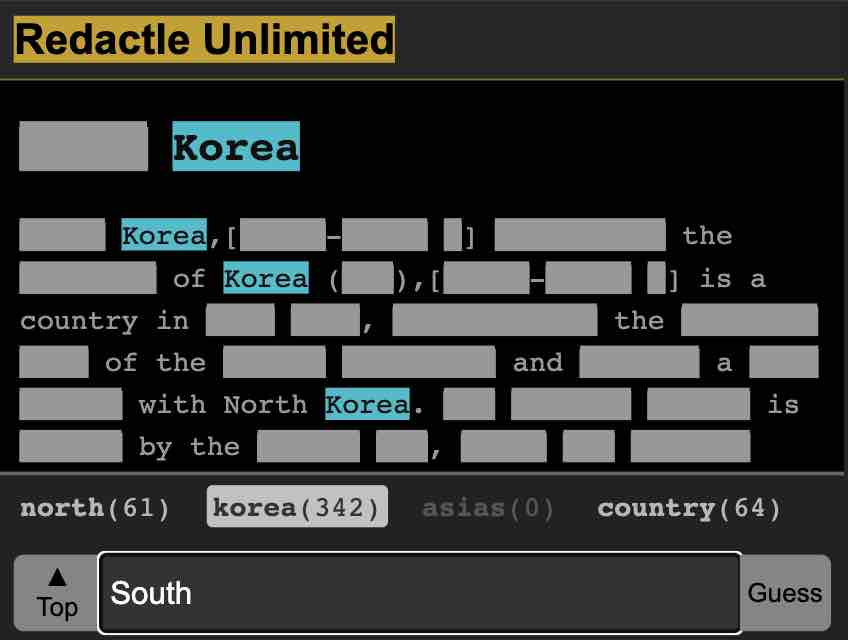 Redactle Unlimited
Korea
Korea,[ - ] the
of Korea ( ),[ - ] is a
country in , the
of the and a
with North Korea. is
by the ,
north(61) korea(342) asias(0) country(64)
▲
Top
South
Guess